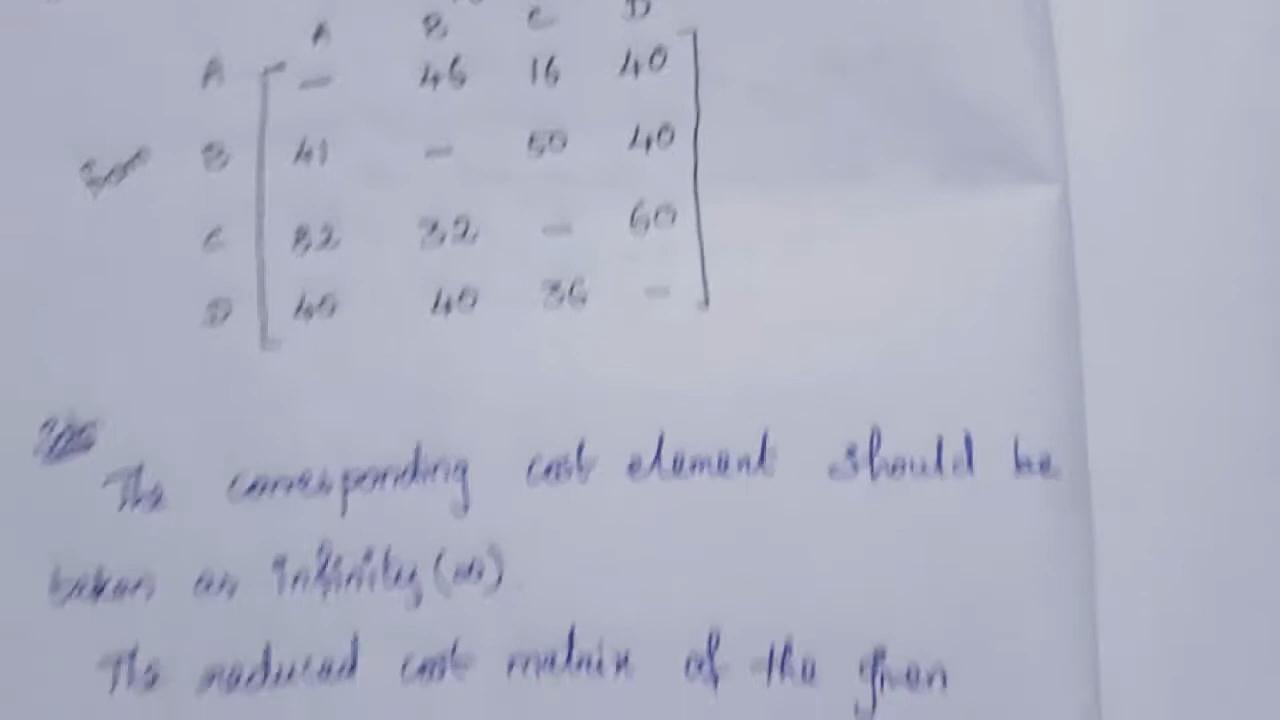 A B C D
A - 46 16 40
B 41 - 50 40
C 82 32 - 60
D 40 40 36 -
The corresponding cost element should be
taken as infinity (∞)
The reduced cost matrix of the given